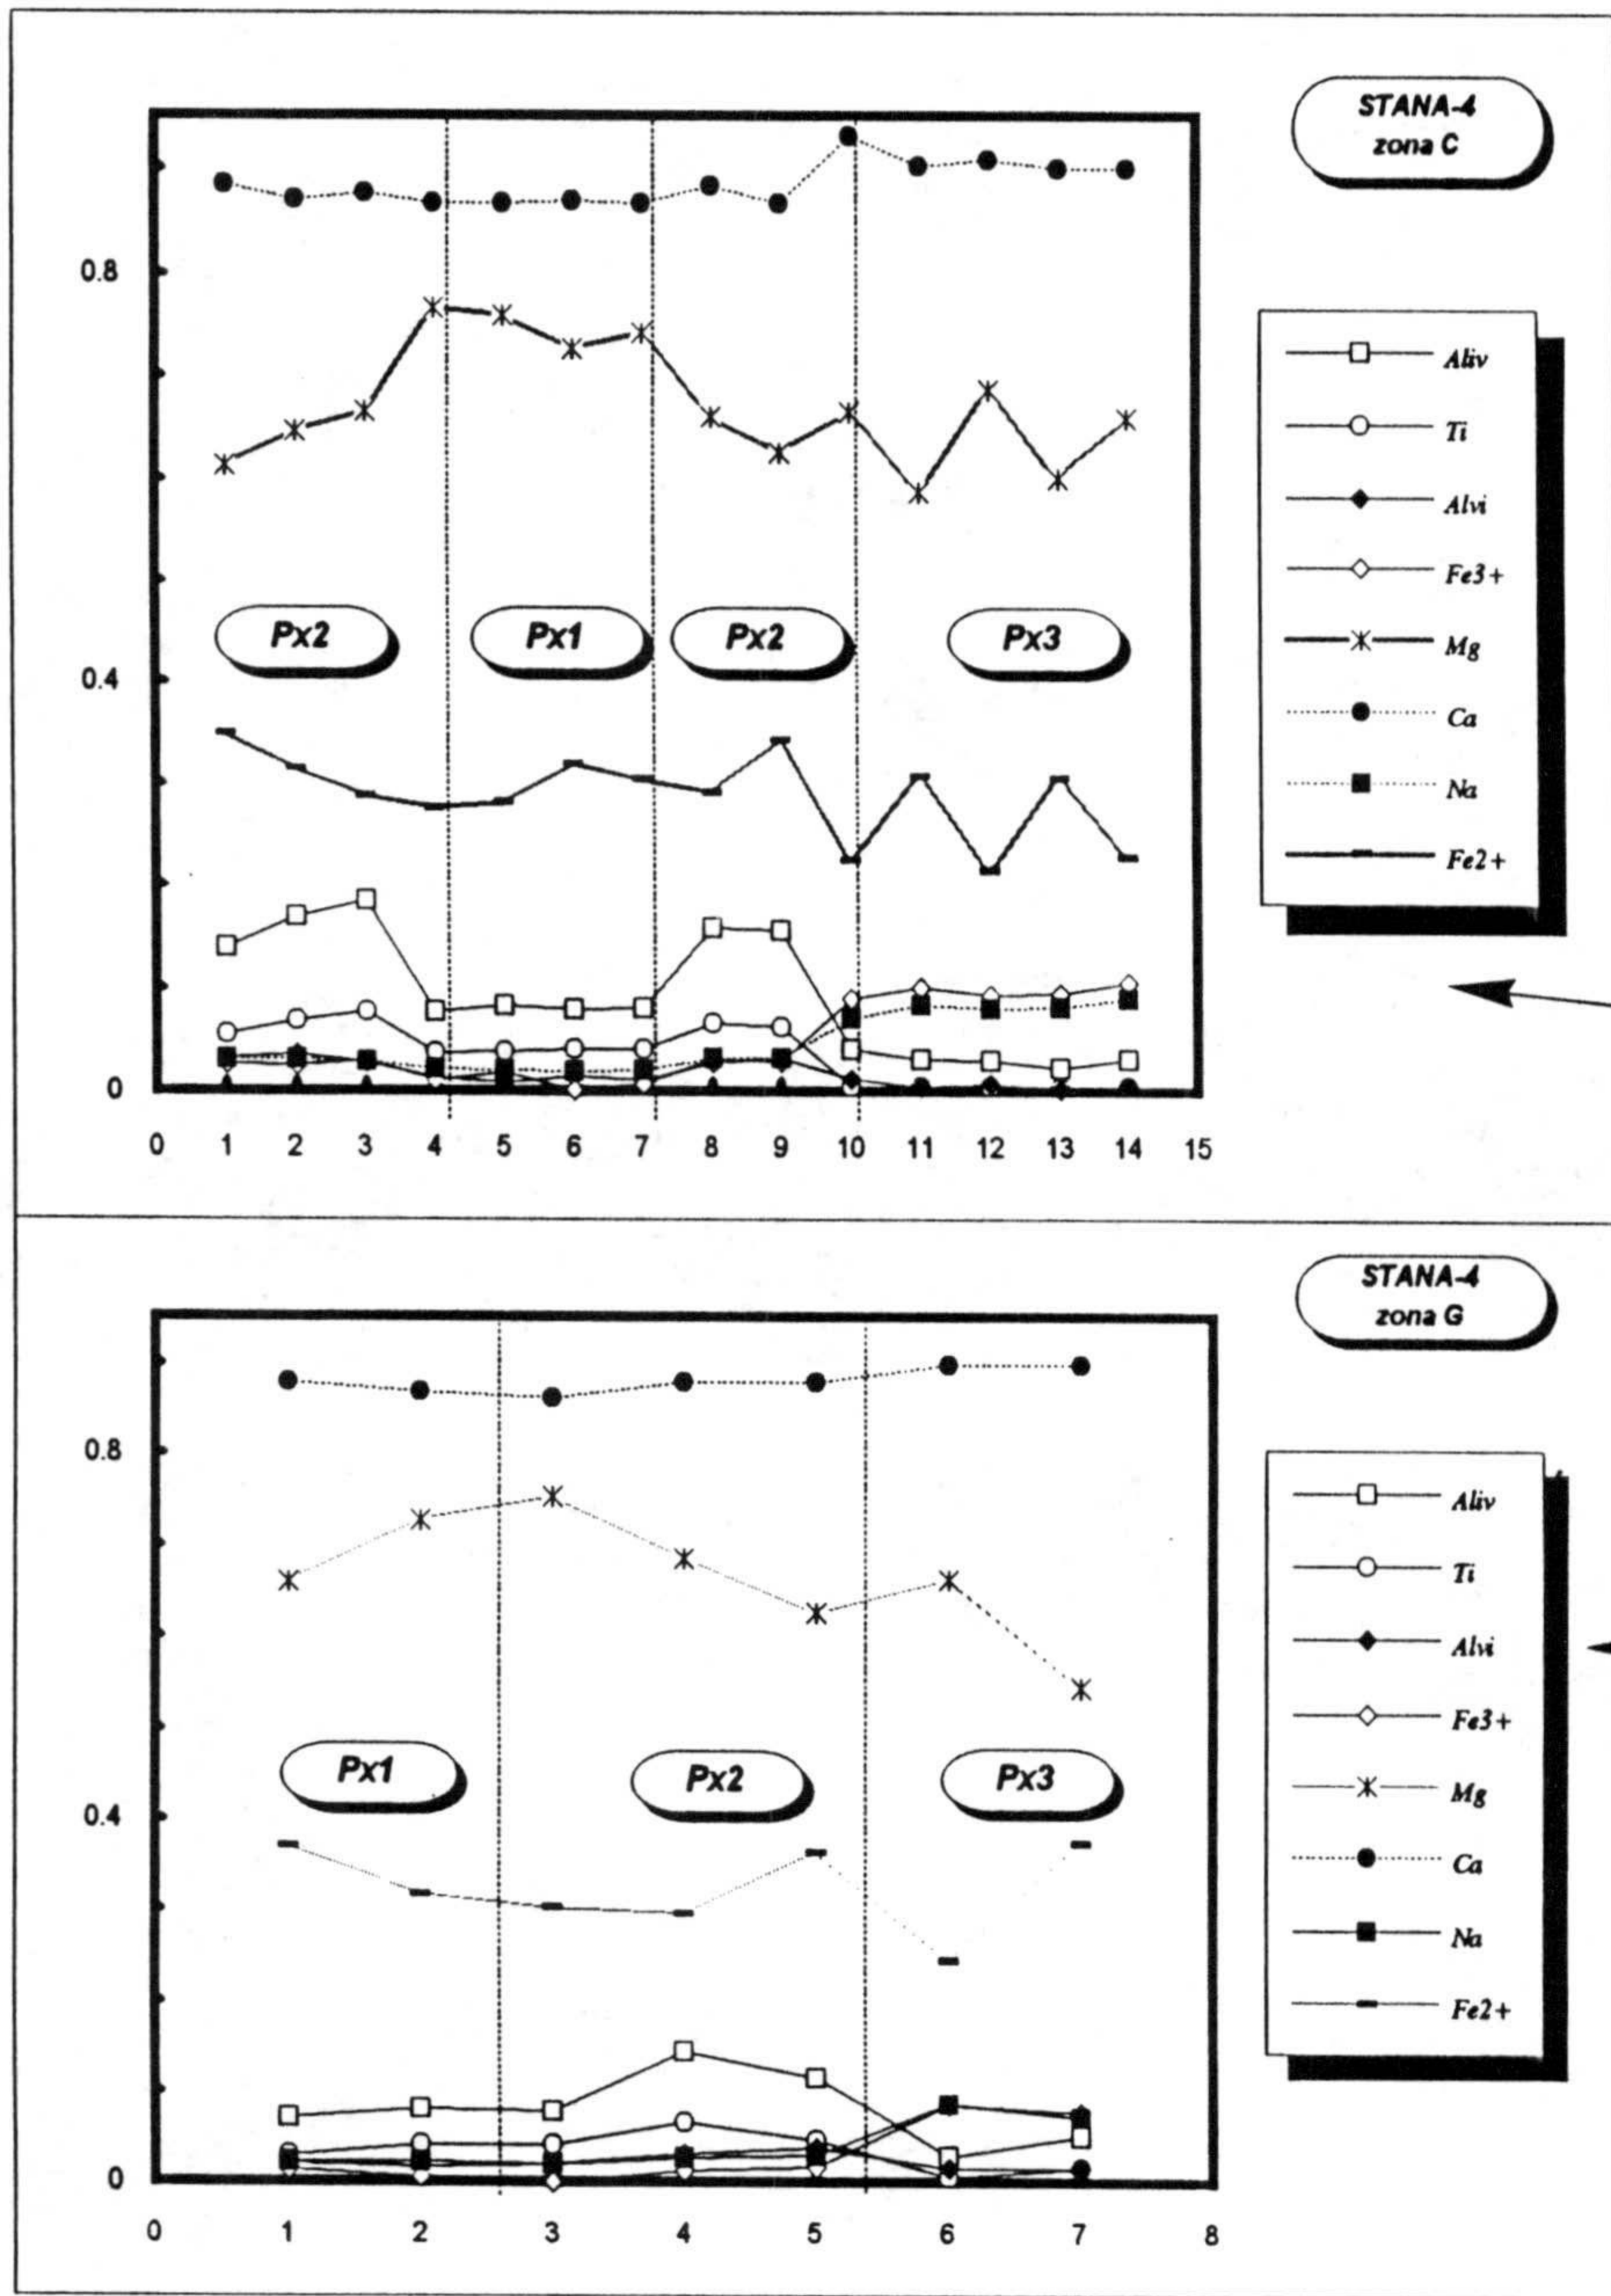 STANA-4
zona C
0.8
0.4
0
Px2
Px1
Px2
Px3
0 1 2 3 4 5 6 7 8 9 10 11 12 13 14 15
Aliv
Ti
Alvi
Fe3+
Mg
Ca
Na
Fe2+
STANA-4
zona G
0.8
0.4
0
Px1
Px2
Px3
0 1 2 3 4 5 6 7 8
Aliv
Ti
Alvi
Fe3+
Mg
Ca
Na
Fe2+